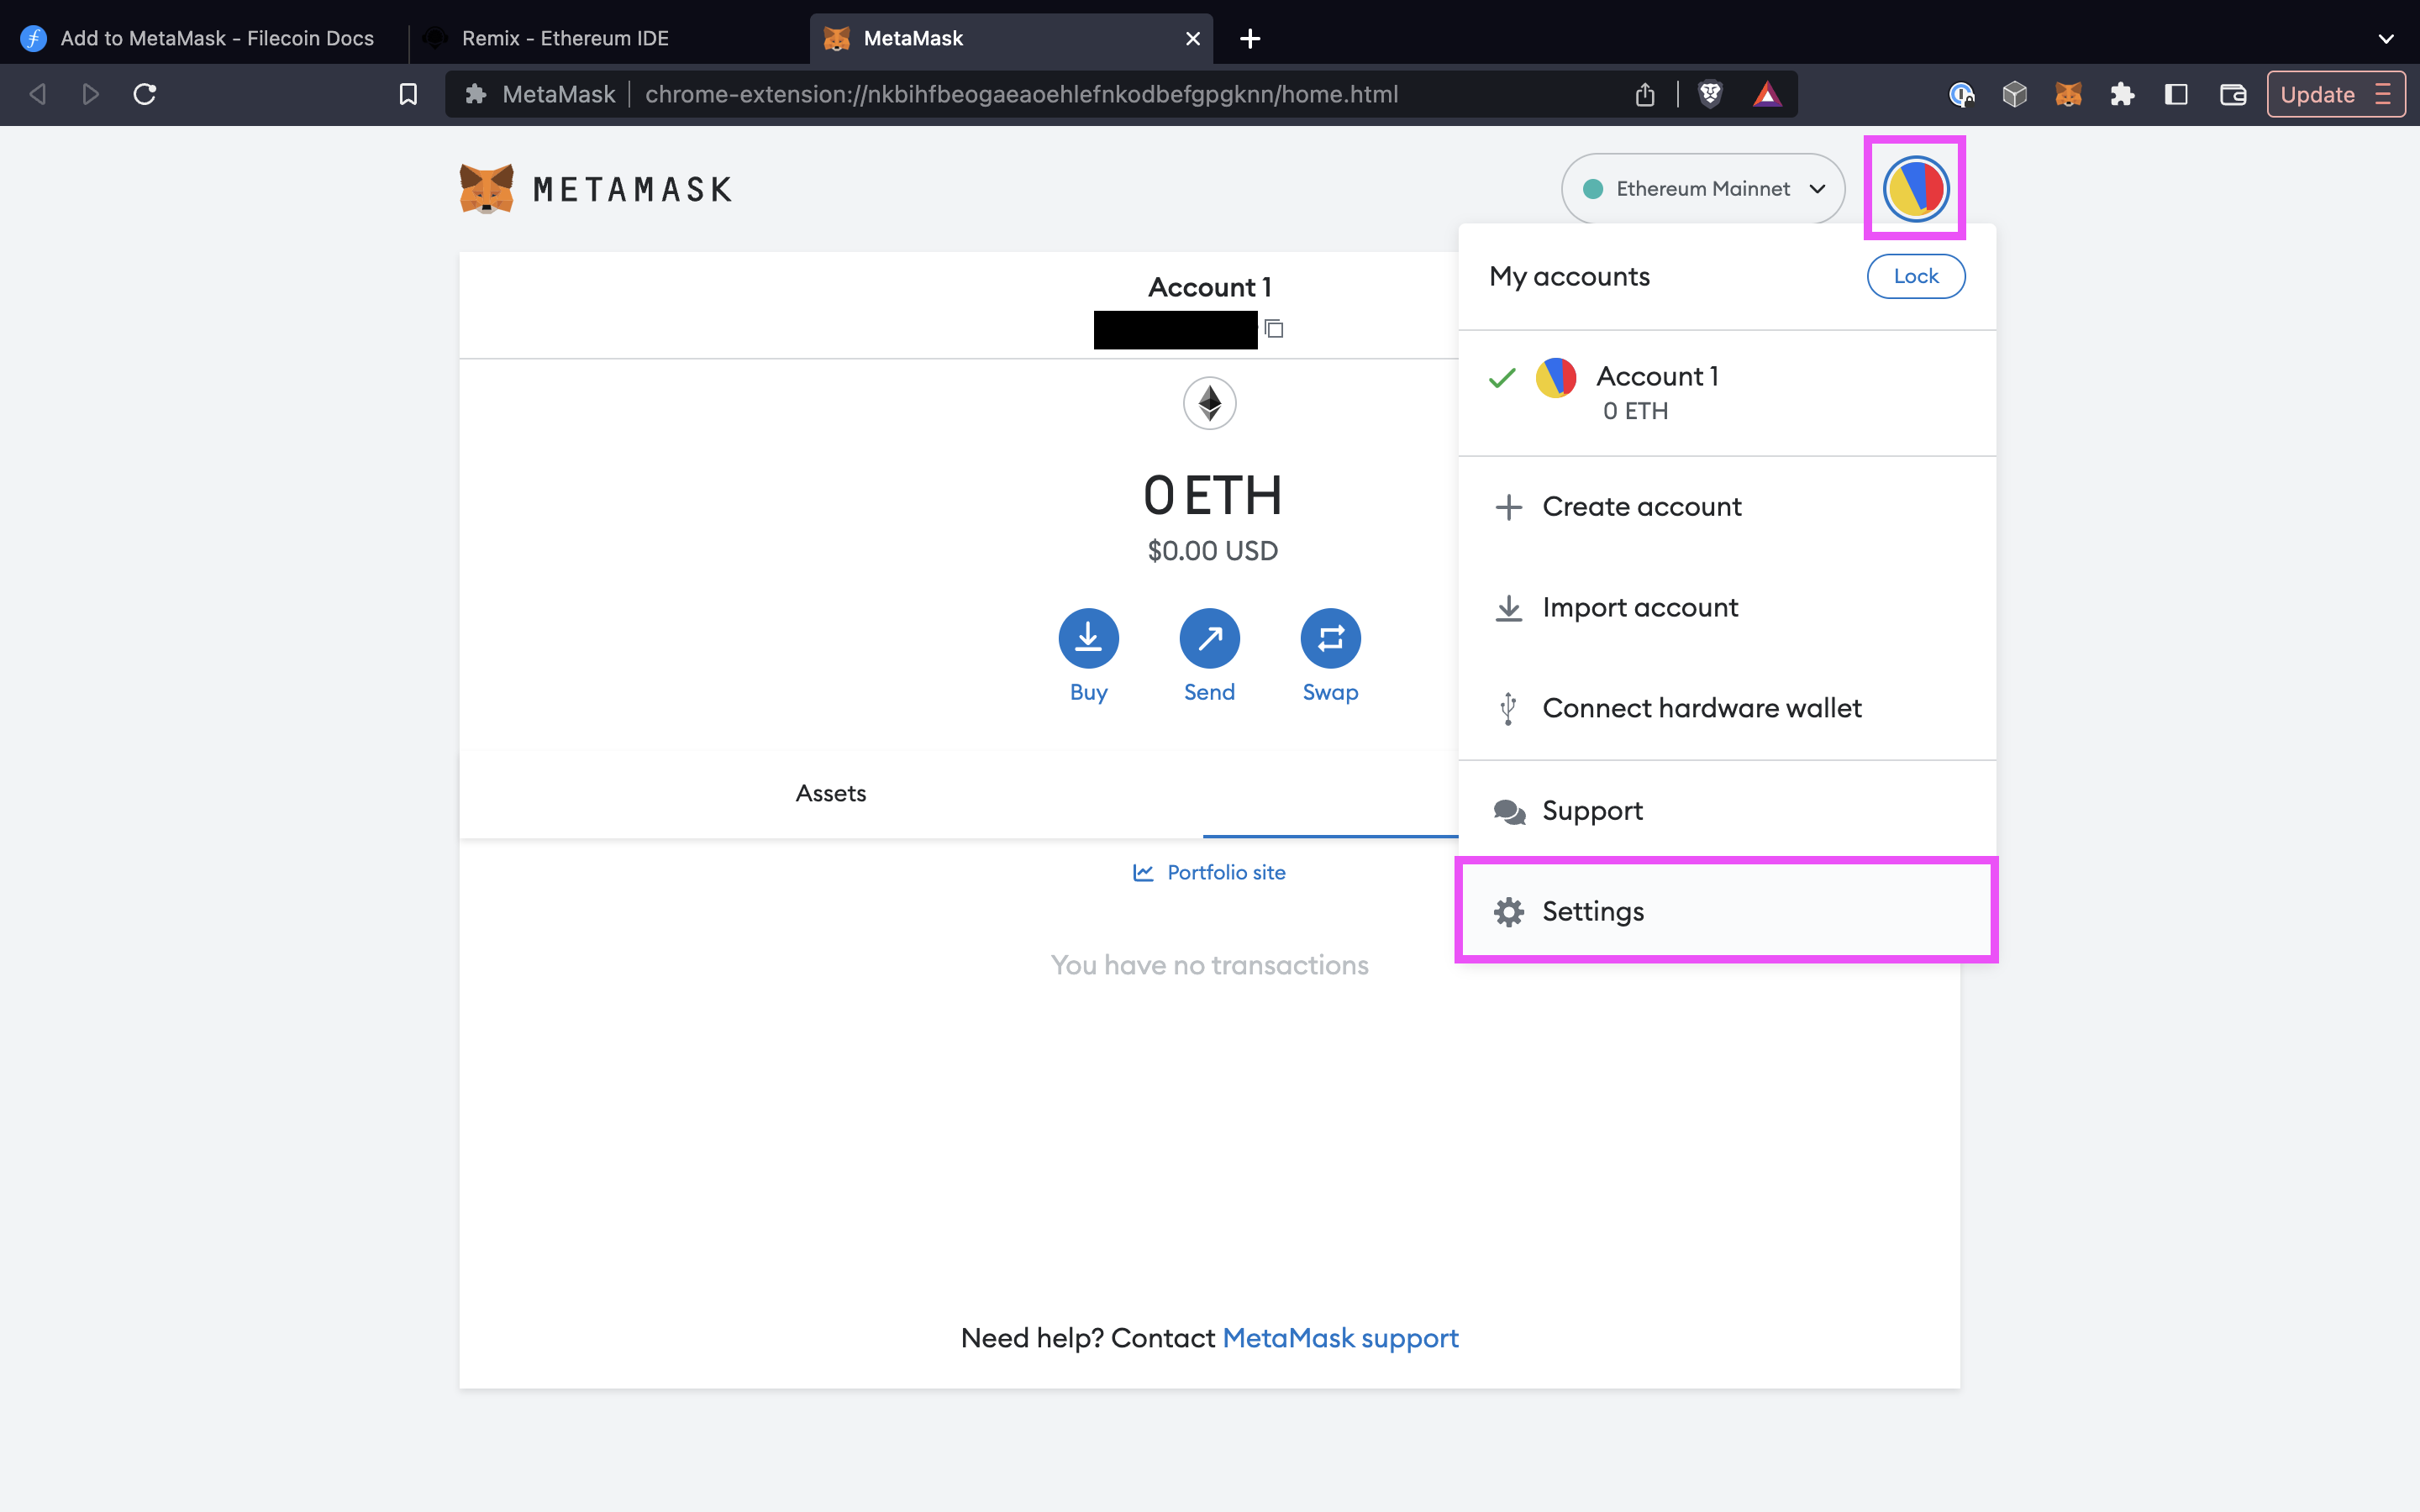 Add to MetaMask - Filecoin Docs
Remix - Ethereum IDE
MetaMask
MetaMask
chrome-extension://nkbihfbeogaeaoehlefnkodbefgpgknn/home.html
Update
METAMASK
Ethereum Mainnet
Account 1
0 ETH
$0.00 USD
Buy
Send
Swap
Assets
Portfolio site
You have no transactions
Need help? Contact MetaMask support
My accounts
Lock
Account 1
0 ETH
Create account
Import account
Connect hardware wallet
Support
Settings